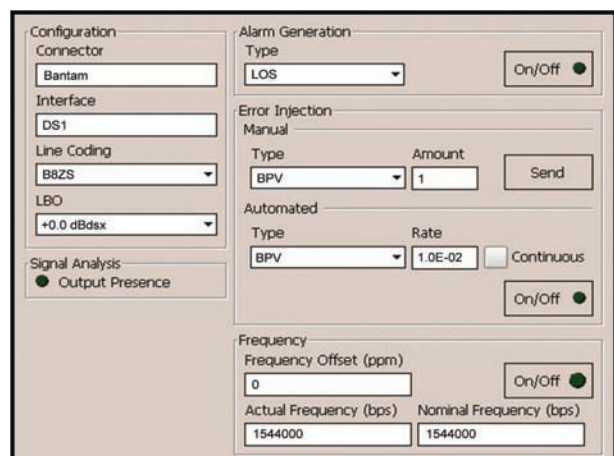 Configuration
Connector
Bantam
Interface
DS1
Line Coding
B8ZS
LBO
+0.0 dBdsx
Signal Analysis
Output Presence
Alarm Generation
Type
LOS
On/Off
Error Injection
Manual
Type Amount
BPV 1 Send
Automated
Type Rate
BPV 1.0E-02 Continuous
On/Off
Frequency
Frequency Offset (ppm)
0 On/Off
Actual Frequency (bps) Nominal Frequency (bps)
1544000 1544000